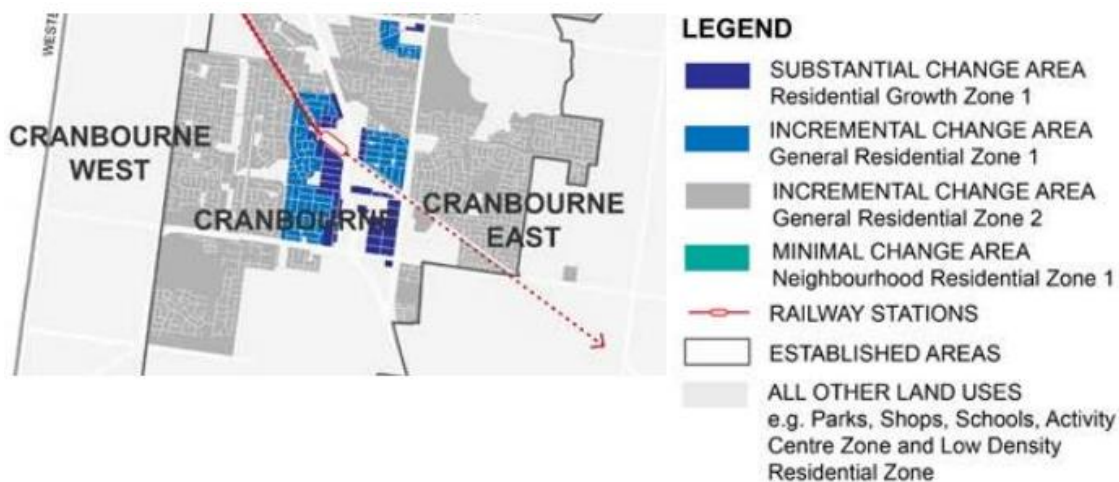 WESTE
CRANBOURNE
WEST
CRANBOURNE
CRANBOURNE
EAST
LEGEND
SUBSTANTIAL CHANGE AREA
Residential Growth Zone 1
INCREMENTAL CHANGE AREA
General Residential Zone 1
INCREMENTAL CHANGE AREA
General Residential Zone 2
MINIMAL CHANGE AREA
Neighbourhood Residential Zone 1
RAILWAY STATIONS
ESTABLISHED AREAS
ALL OTHER LAND USES
e.g. Parks, Shops, Schools, Activity
Centre Zone and Low Density
Residential Zone